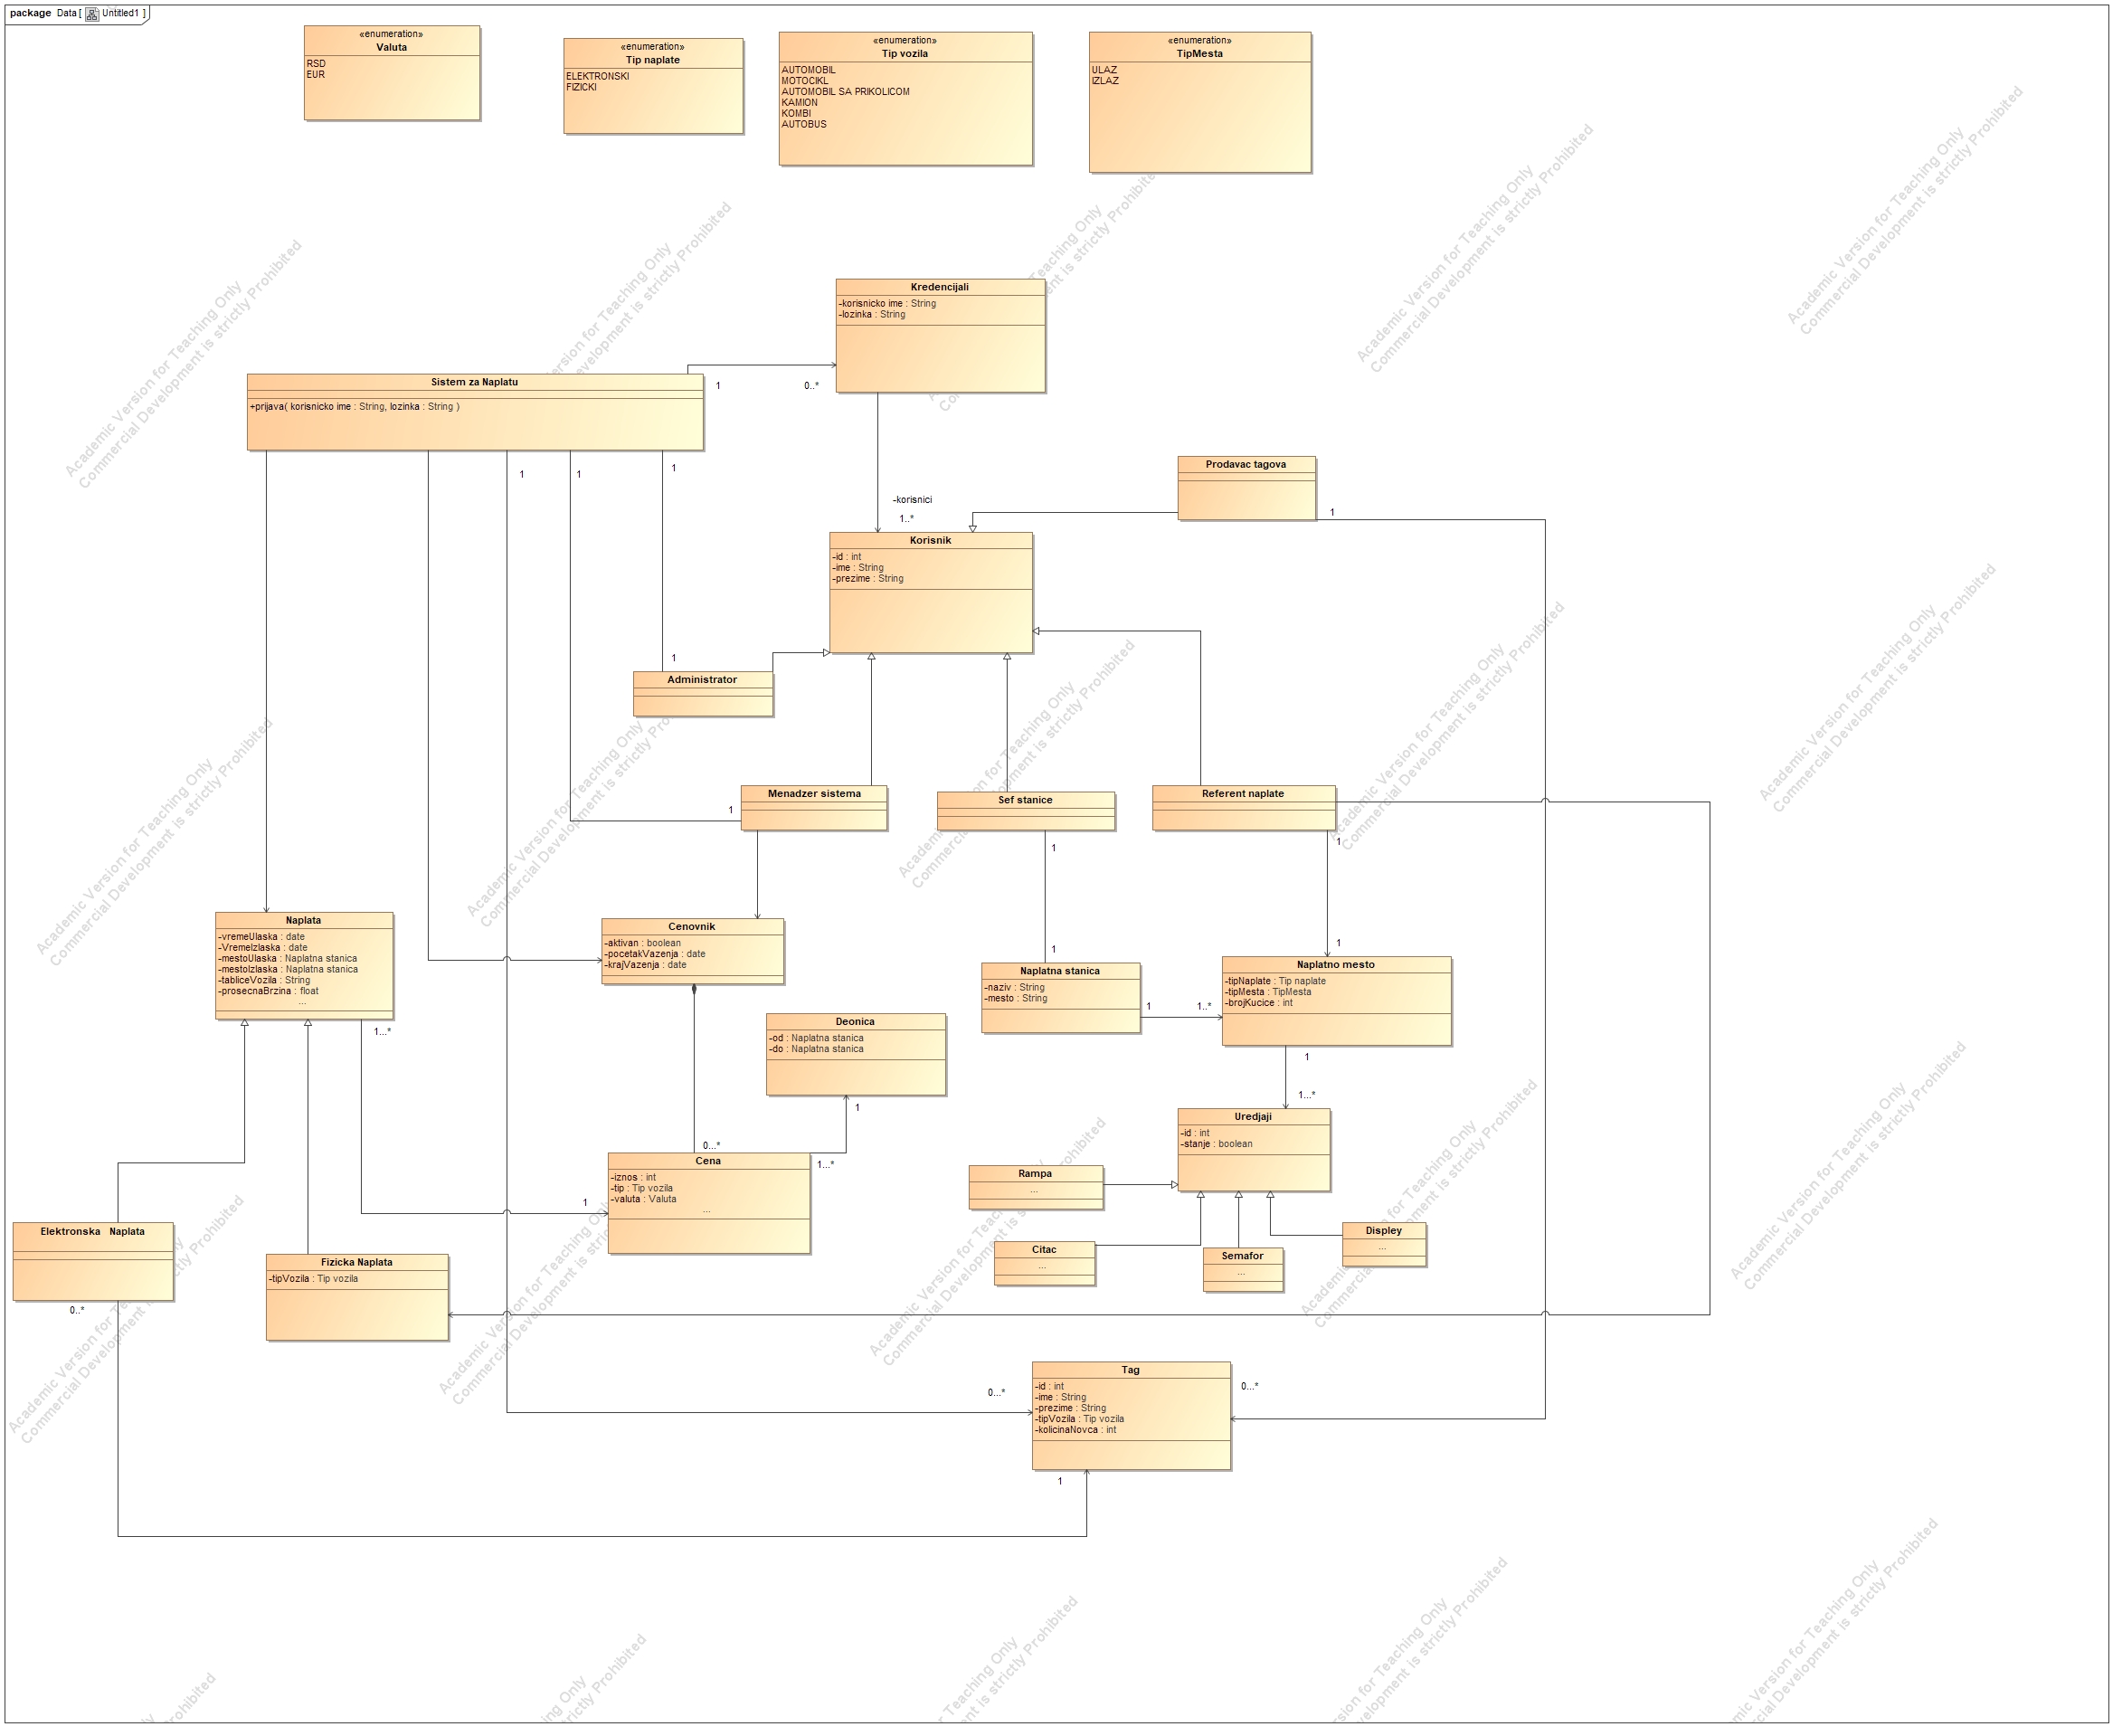 package Data [ Untitled1 ]
«enumeration»
Valuta
RSD
EUR
«enumeration»
Tip naplate
ELEKTRONSKI
FIZICKI
«enumeration»
Tip vozila
AUTOMOBIL
MOTOCIKL
AUTOMOBIL SA PRIKOLICOM
KAMION
KOMBI
AUTOBUS
«enumeration»
TipMesta
ULAZ
IZLAZ
Kredencijali
-korisnicko ime : String
-lozinka : String
Sistem za Naplatu
+prijava( korisnicko ime : String, lozinka : String )
1
0..*
1
1
1
Prodavac tagova
1
-korisnici
1..*
Korisnik
-id : int
-ime : String
-prezime : String
1
Administrator
Menadzer sistema
1
Sef stanice
1
Referent naplate
1
Naplata
-vremeUlaska : date
-VremeIzlaska : date
-mestoUlaska : Naplatna stanica
-mestoIzlaska : Naplatna stanica
-tabliceVozila : String
-prosecnaBrzina : float
...
1...*
Cenovnik
-aktivan : boolean
-pocetakVazenja : date
-krajVazenja : date
1
Naplatna stanica
-naziv : String
-mesto : String
1
1..*
1
Naplatno mesto
-tipNaplate : Tip naplate
-tipMesta : TipMesta
-brojKucice : int
1
Deonica
-od : Naplatna stanica
-do : Naplatna stanica
1
1...*
Uredjaji
-id : int
-stanje : boolean
0...*
1...*
Cena
-iznos : int
-tip : Tip vozila
-valuta : Valuta
...
1
Rampa
...
Citac
...
Semafor
...
Displey
...
Elektronska Naplata
0..*
Fizicka Naplata
-tipVozila : Tip vozila
0...*
0...*
Tag
-id : int
-ime : String
-prezime : String
-tipVozila : Tip vozila
-kolicinaNovca : int
1
Academic Version for Teaching Only
Commercial Development is strictly Prohibited